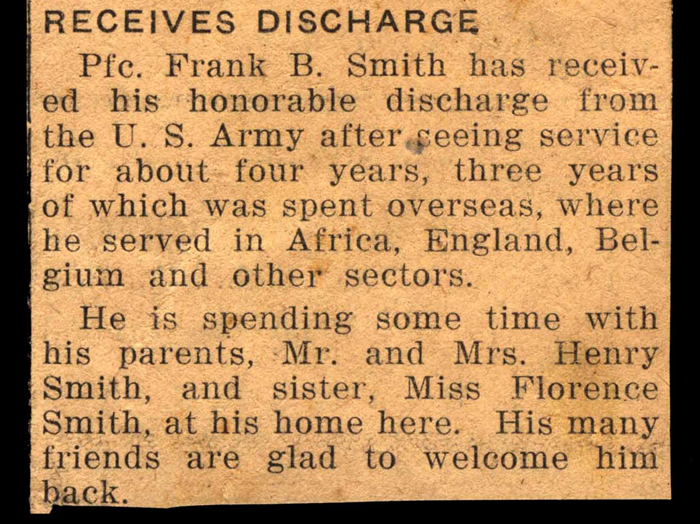 RECEIVES DISCHARGE
Pfc. Frank B. Smith has receiv-
ed his honorable discharge from
the U. S. Army after seeing service
for about four years, three years
of which was spent overseas, where
he served in Africa, England, Bel-
gium and other sectors.
He is spending some time with
his parents, Mr. and Mrs. Henry
Smith, and sister, Miss Florence
Smith, at his home here. His many
friends are glad to welcome him
back.